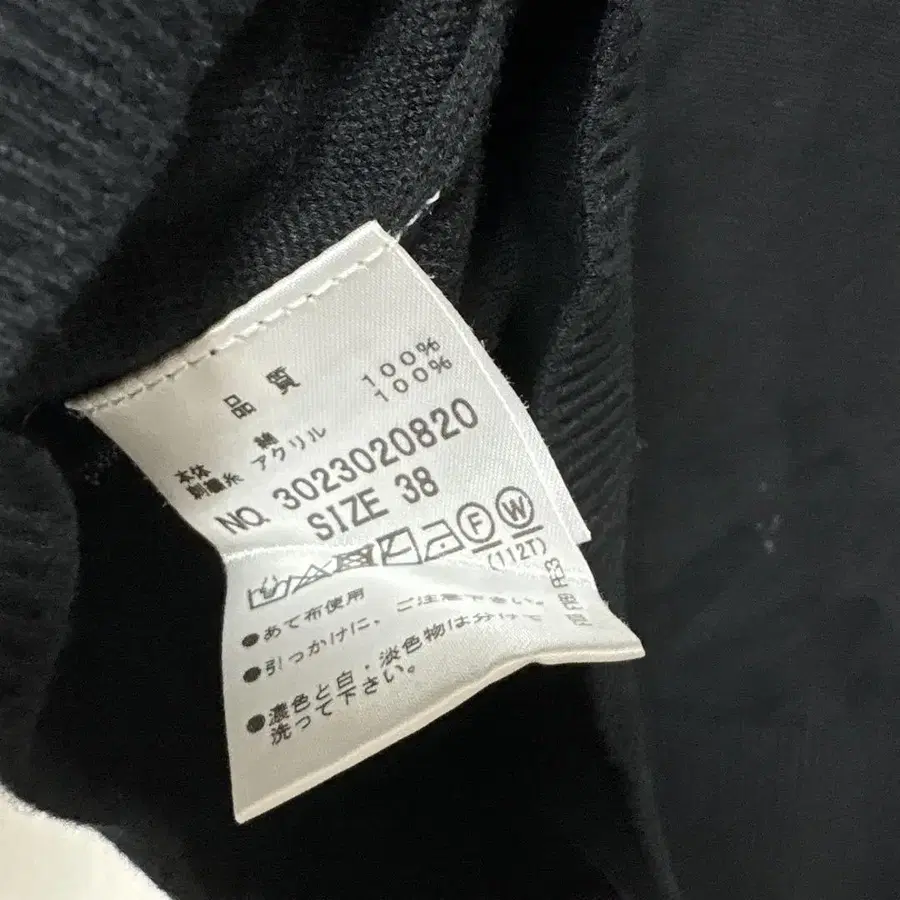 品質
本体 綿 100%
刺繍糸 アクリル 100%
NO. 3023020820
SIZE 38
F W
(112T)
●あて布使用
●引っかけに、ご注意下さい。
●濃色と白・淡色物は分けて
洗って下さい。